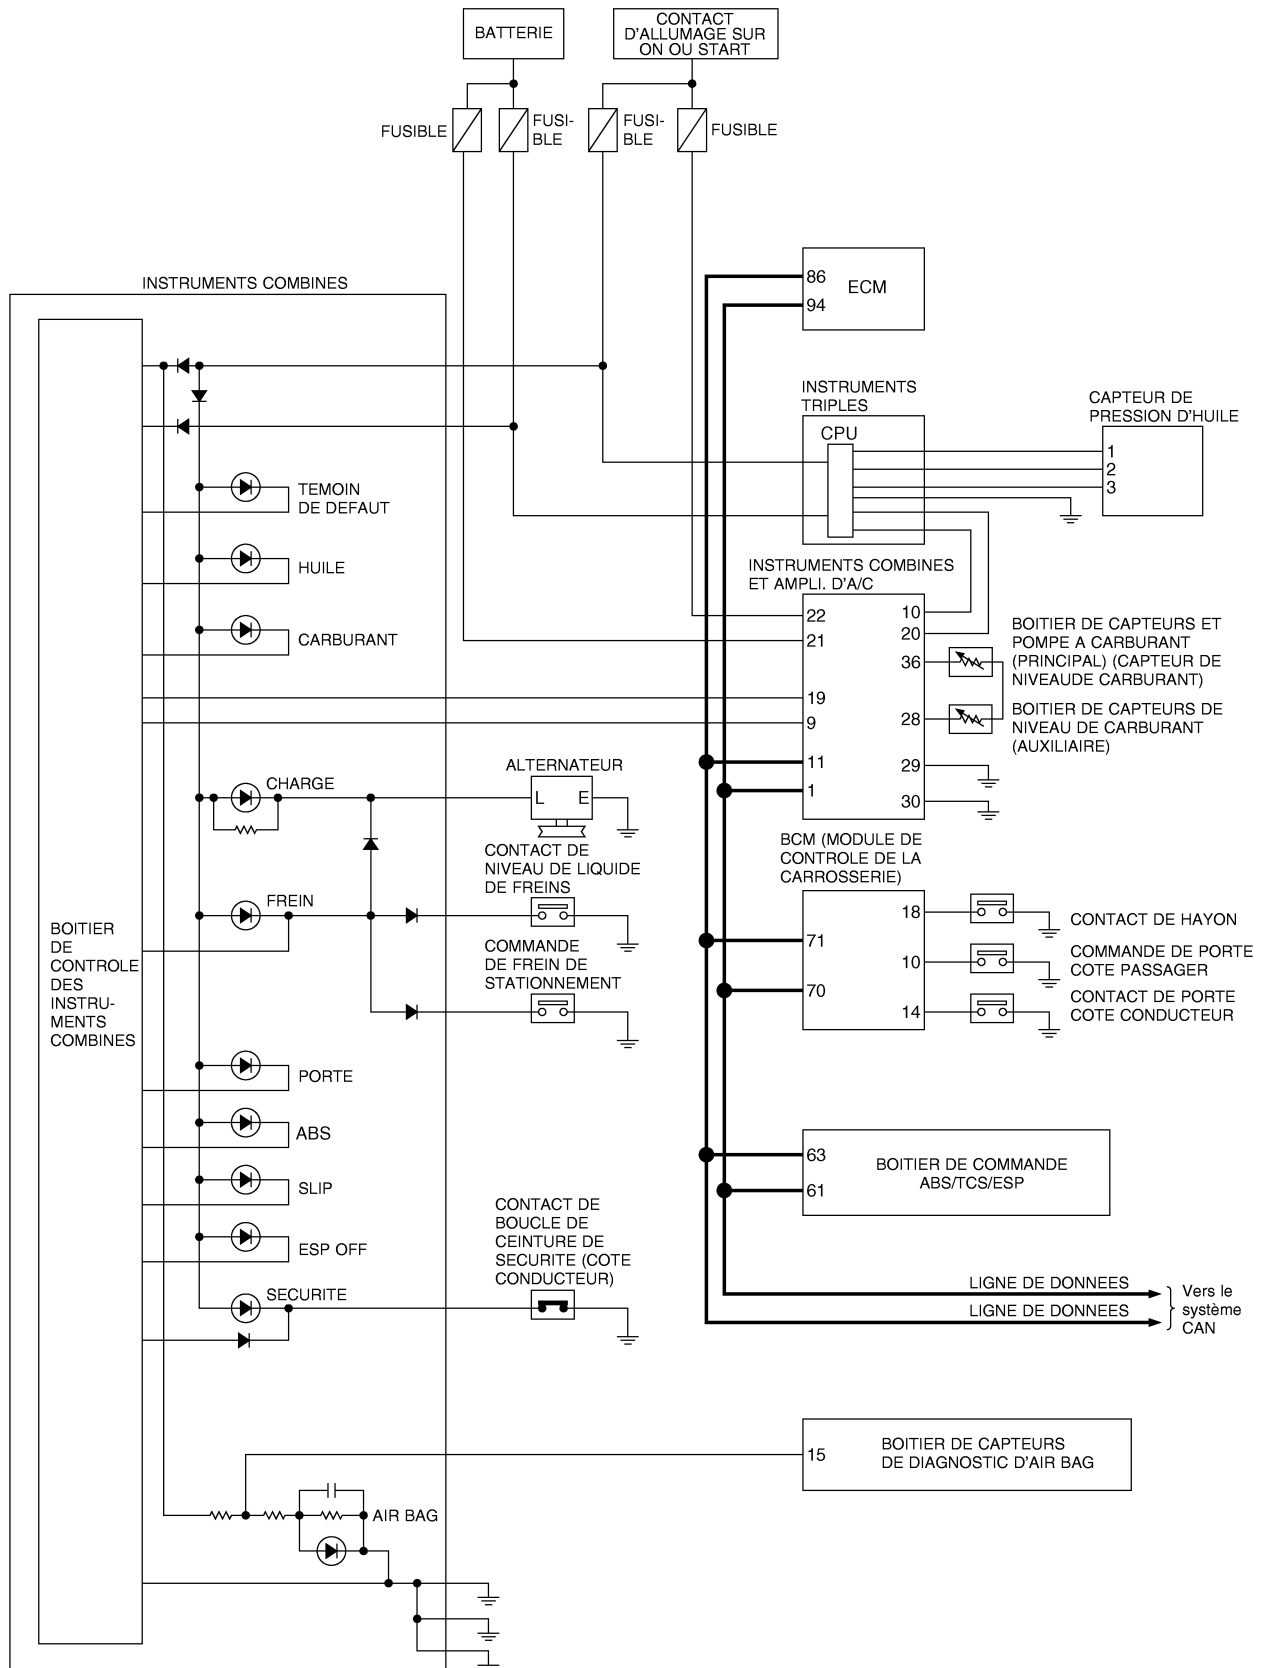 BATTERIE
CONTACT
D'ALLUMAGE SUR
ON OU START
FUSIBLE
FUSI-
BLE
FUSI-
BLE
FUSIBLE
INSTRUMENTS COMBINES
86
94
ECM
INSTRUMENTS
TRIPLES
CPU
CAPTEUR DE
PRESSION D'HUILE
1
2
3
TEMOIN
DE DEFAUT
HUILE
CARBURANT
INSTRUMENTS COMBINES
ET AMPLI. D'A/C
22
21
19
9
11
1
10
20
36
28
29
30
BOITIER DE CAPTEURS ET
POMPE A CARBURANT
(PRINCIPAL) (CAPTEUR DE
NIVEAUDE CARBURANT)
BOITIER DE CAPTEURS DE
NIVEAU DE CARBURANT
(AUXILIAIRE)
CHARGE
ALTERNATEUR
L E
CONTACT DE
NIVEAU DE LIQUIDE
DE FREINS
FREIN
COMMANDE
DE FREIN DE
STATIONNEMENT
BCM (MODULE DE
CONTROLE DE LA
CARROSSERIE)
71
70
18
10
14
CONTACT DE HAYON
COMMANDE DE PORTE
COTE PASSAGER
CONTACT DE PORTE
COTE CONDUCTEUR
BOITIER
DE
CONTROLE
DES
INSTRU-
MENTS
COMBINES
PORTE
ABS
SLIP
ESP OFF
SECURITE
63
61
BOITIER DE COMMANDE
ABS/TCS/ESP
CONTACT DE
BOUCLE DE
CEINTURE DE
SECURITE (COTE
CONDUCTEUR)
LIGNE DE DONNEES
LIGNE DE DONNEES
Vers le
système
CAN
15
BOITIER DE CAPTEURS
DE DIAGNOSTIC D'AIR BAG
AIR BAG